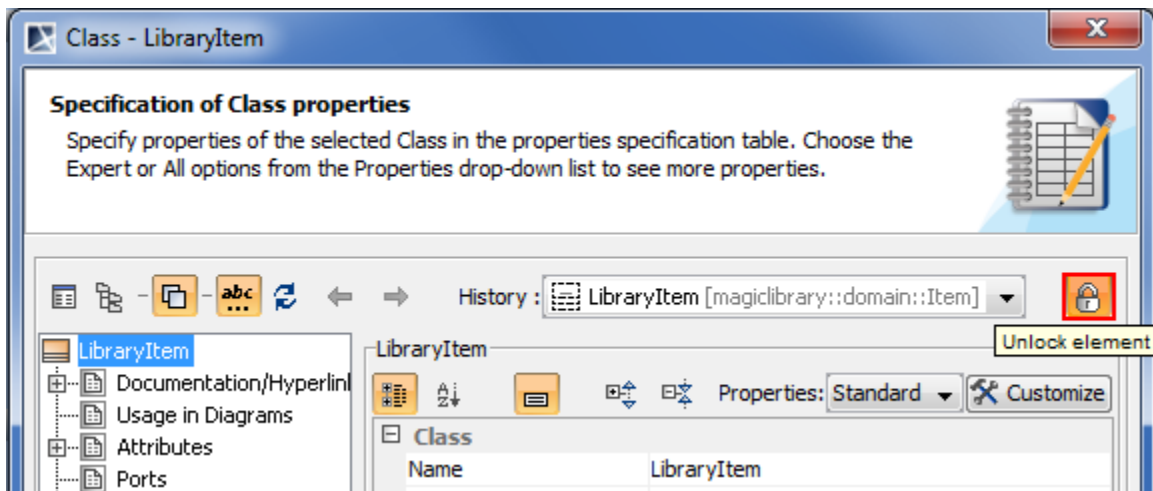 Class - LibraryItem
Specification of Class properties
Specify properties of the selected Class in the properties specification table. Choose the
Expert or All options from the Properties drop-down list to see more properties.
abc
History : LibraryItem [magiclibrary::domain::Item]
Unlock element
LibraryItem
LibraryItem
Documentation/Hyperlinl
Properties: Standard Customize
Usage in Diagrams
Class
Attributes
Name LibraryItem
Ports